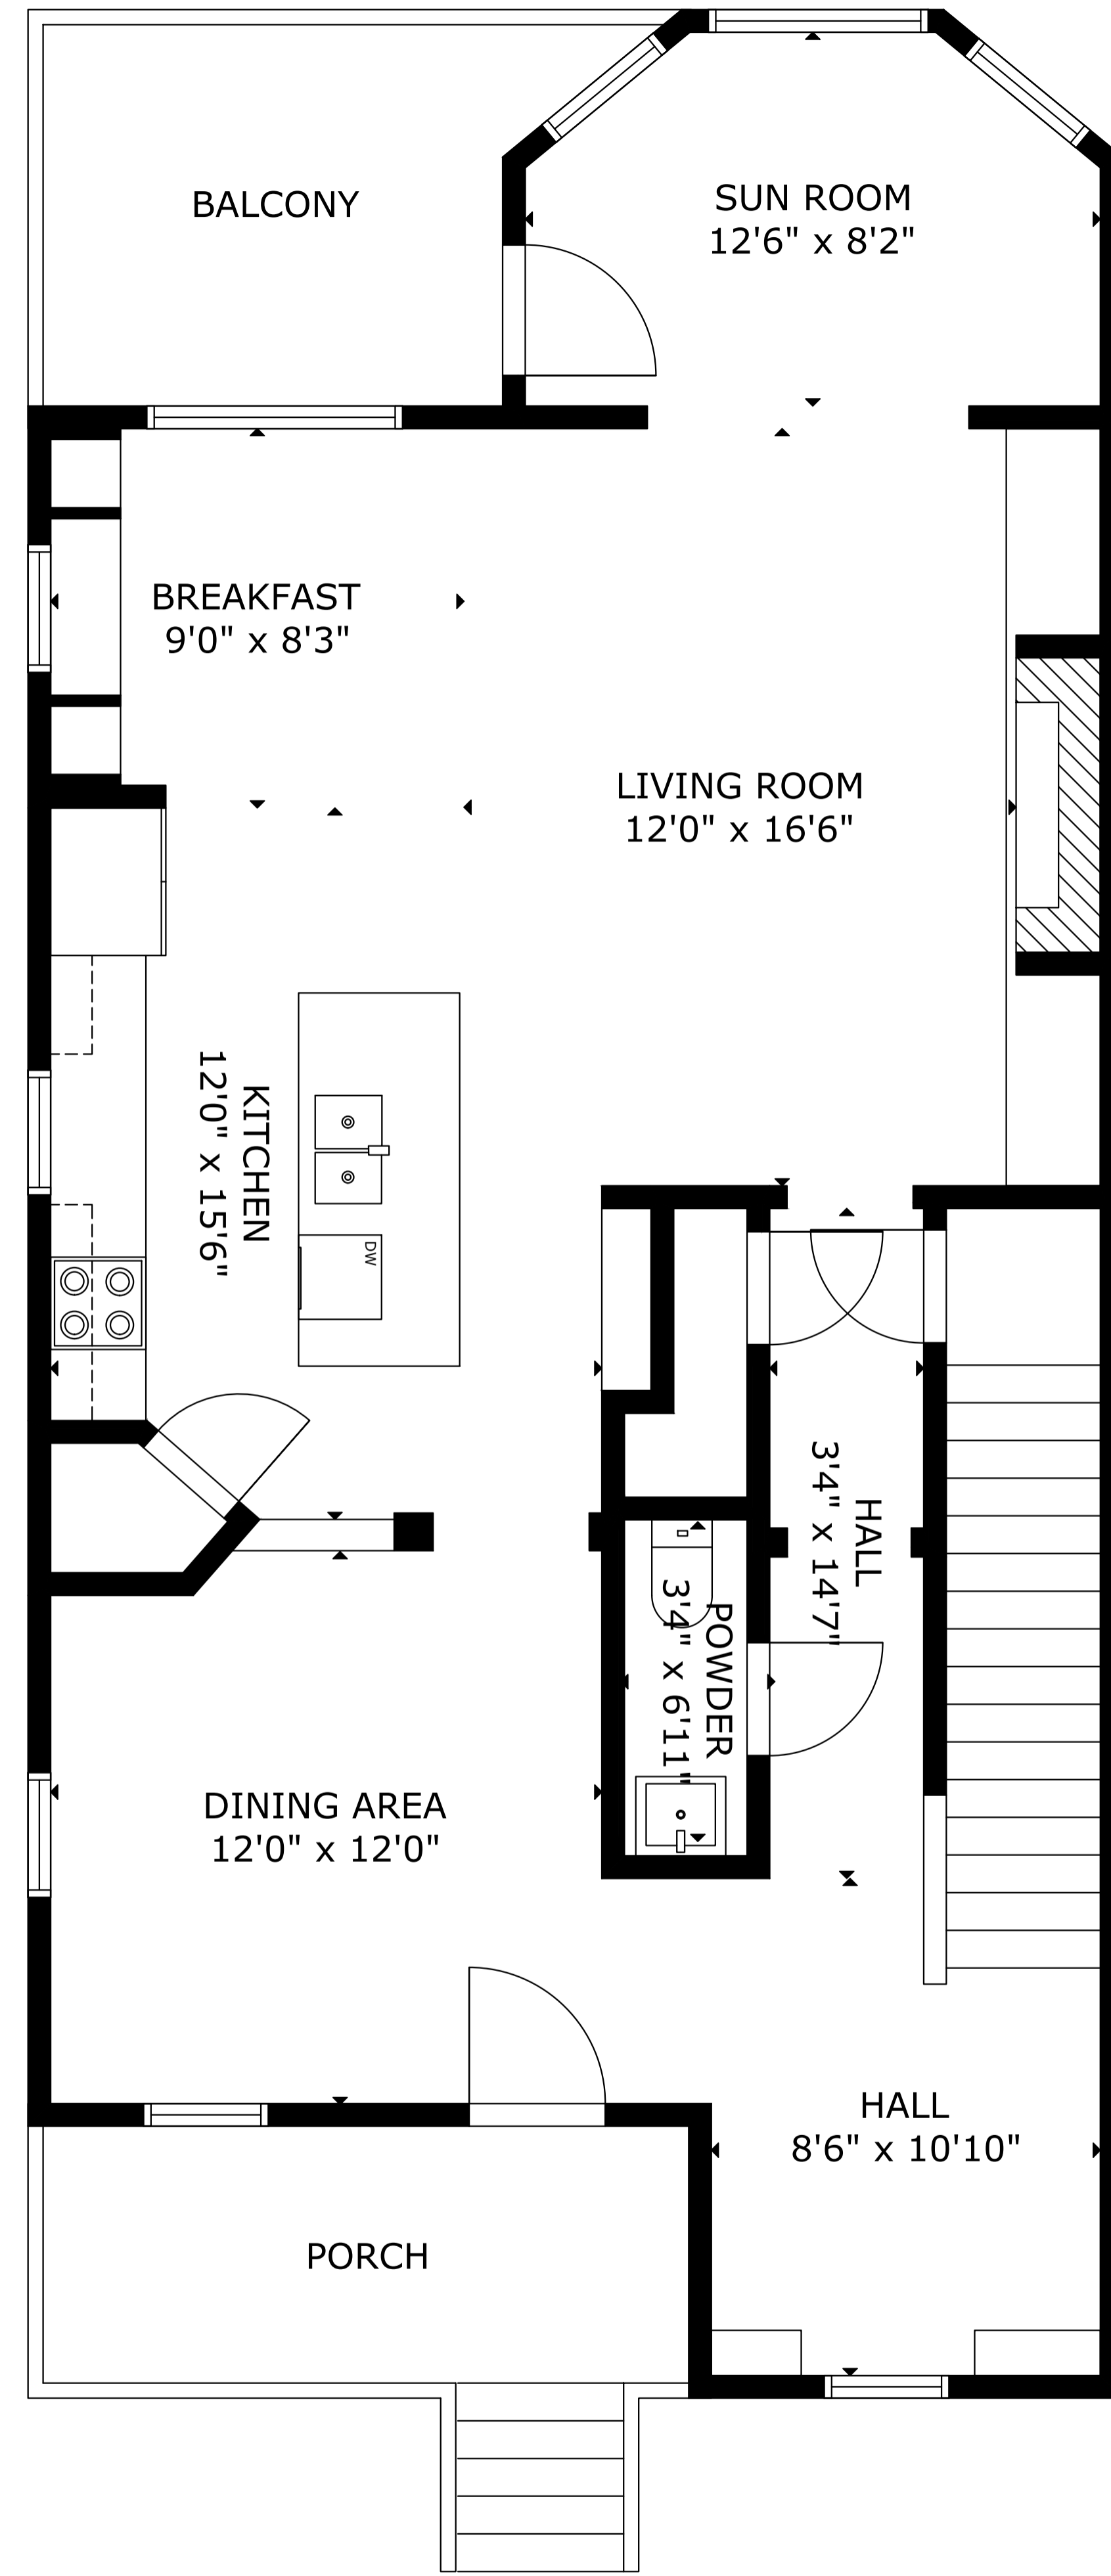 BALCONY
SUN ROOM
12'6" x 8'2"
BREAKFAST
9'0" x 8'3"
LIVING ROOM
12'0" x 16'6"
KITCHEN
12'0" x 15'6"
DW
HALL
3'4" x 14'7"
POWDER
3'4" x 6'11"
DINING AREA
12'0" x 12'0"
HALL
8'6" x 10'10"
PORCH